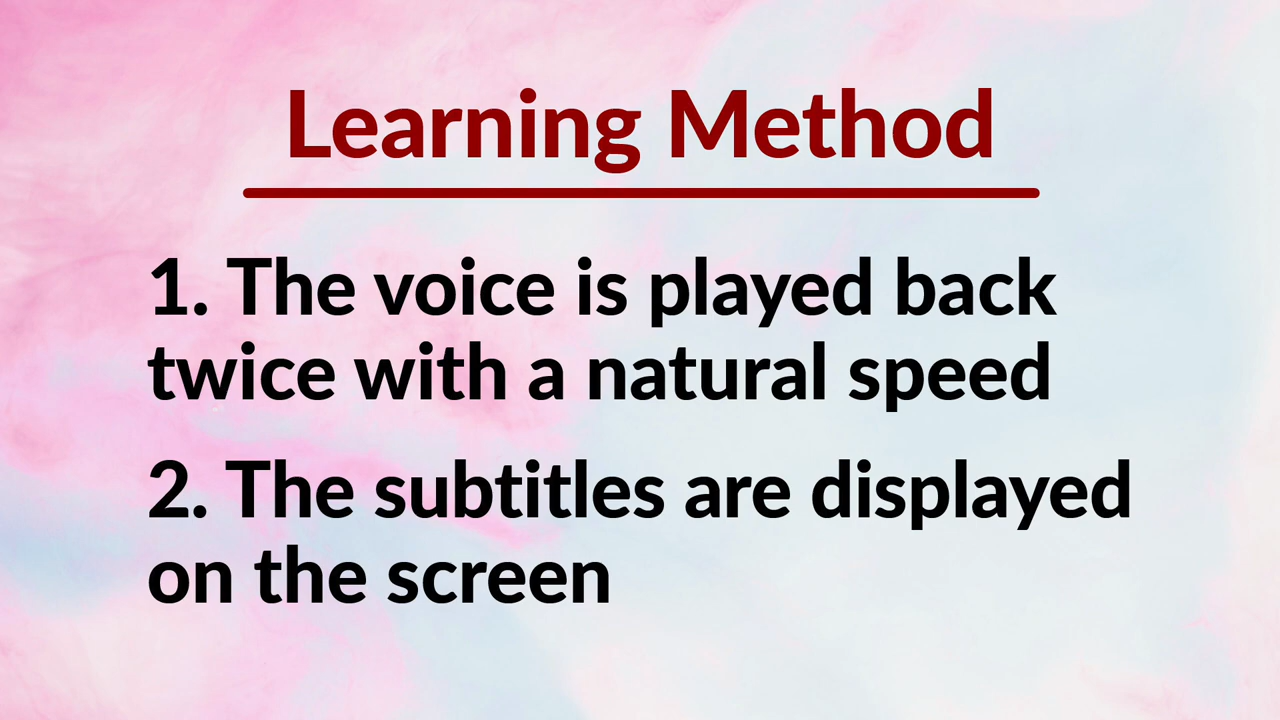 Learning Method
1. The voice is played back
twice with a natural speed
2. The subtitles are displayed
on the screen